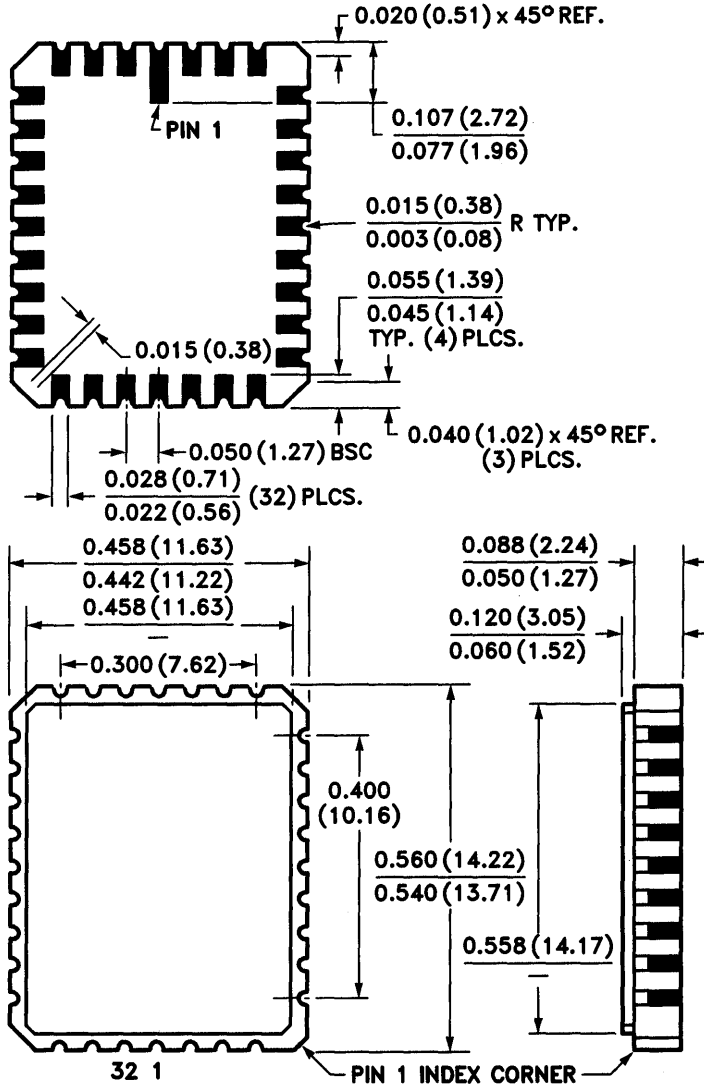 0.020 (0.51) x 45° REF.
PIN 1
0.107 (2.72)
0.077 (1.96)
0.015 (0.38)
0.003 (0.08)
R TYP.
0.055 (1.39)
0.045 (1.14)
TYP. (4) PLCS.
0.015 (0.38)
0.050 (1.27) BSC
0.040 (1.02) x 45° REF.
(3) PLCS.
0.028 (0.71)
0.022 (0.56)
(32) PLCS.
0.458 (11.63)
0.442 (11.22)
0.458 (11.63)
—
0.088 (2.24)
0.050 (1.27)
0.120 (3.05)
0.060 (1.52)
0.300 (7.62)
0.400
(10.16)
0.560 (14.22)
0.540 (13.71)
0.558 (14.17)
—
32 1
PIN 1 INDEX CORNER